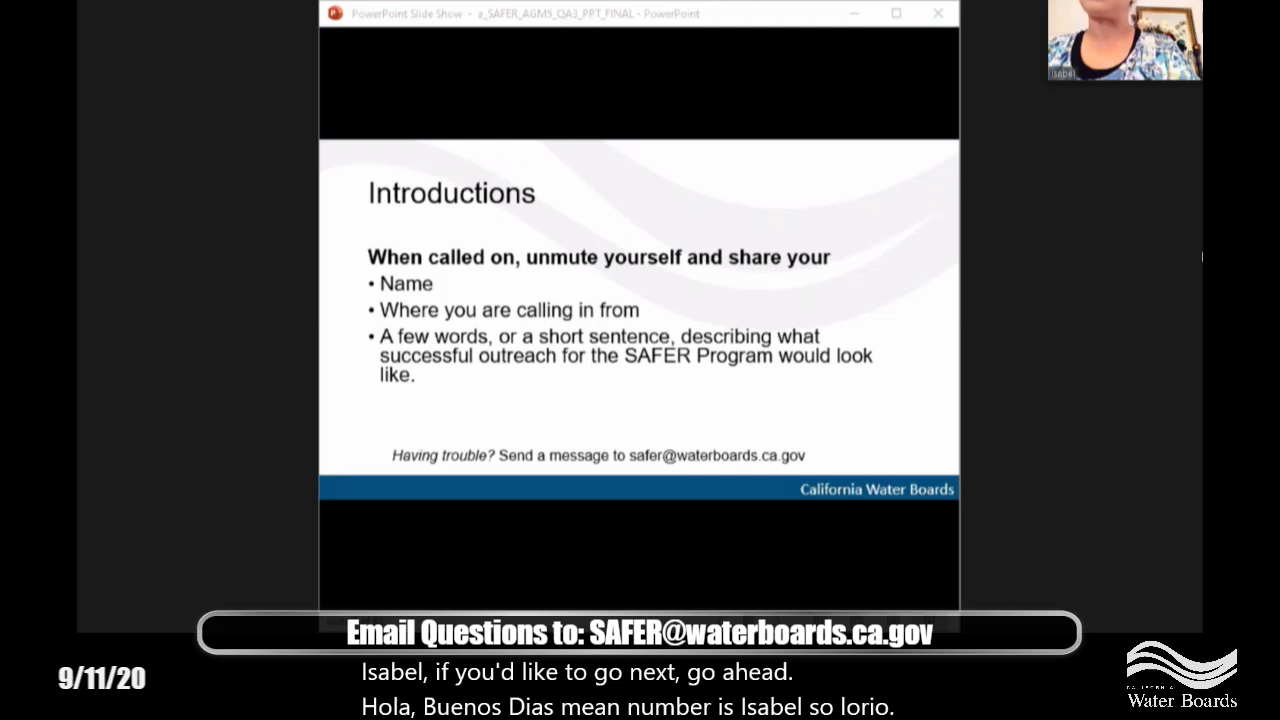 PowerPoint Slide Show - a_SAFER_AGM5_QA3_PPT_FINAL - PowerPoint
Isabel
Introductions
When called on, unmute yourself and share your
• Name
• Where you are calling in from
• A few words, or a short sentence, describing what
successful outreach for the SAFER Program would look
like.
Having trouble? Send a message to safer@waterboards.ca.gov
California Water Boards
Email Questions to: SAFER@waterboards.ca.gov
9/11/20
Isabel, if you'd like to go next, go ahead.
Hola, Buenos Dias mean number is Isabel so lorio.
CALIFORNIA
Water Boards